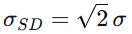 σ_SD = √2 σ